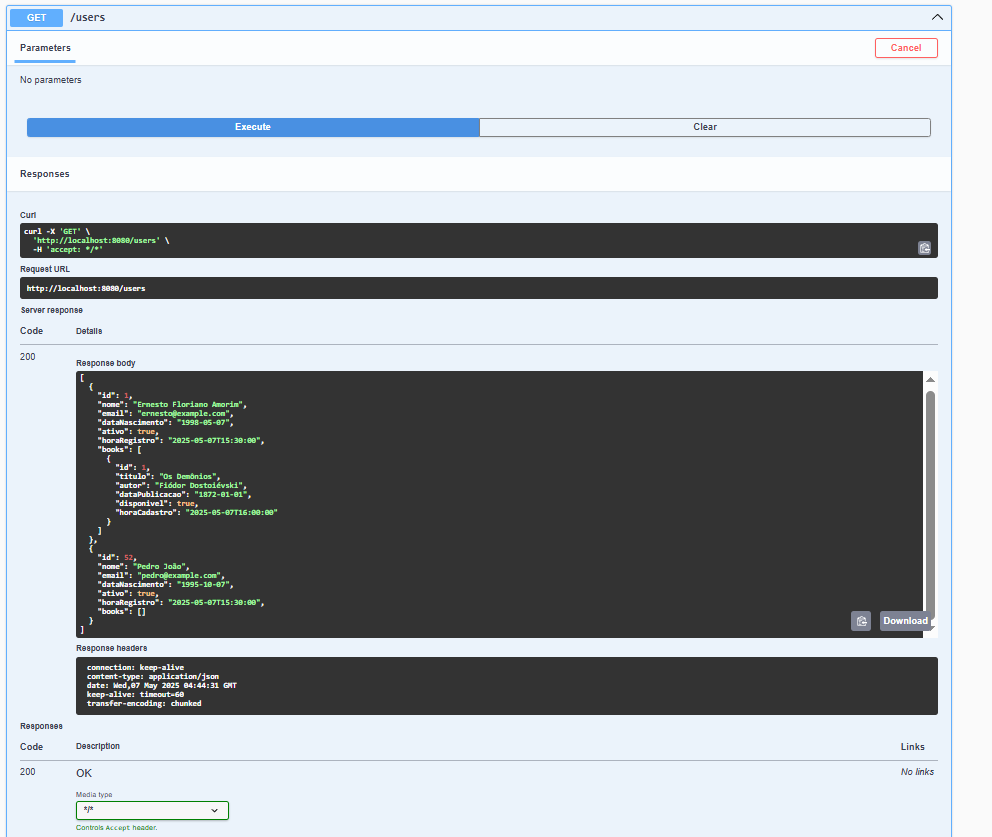 GET /users
Parameters
Cancel
No parameters
Execute
Clear
Responses
Curl
curl -X 'GET' \
  'http://localhost:8080/users' \
  -H 'accept: */*'
Request URL
http://localhost:8080/users
Server response
Code Details
200
Response body
[
  {
    "id": 1,
    "nome": "Ernesto Floriano Amorim",
    "email": "ernesto@example.com",
    "dataNascimento": "1998-05-07",
    "ativo": true,
    "horaRegistro": "2025-05-07T15:30:00",
    "books": [
      {
        "id": 1,
        "titulo": "Os Demônios",
        "autor": "Fiódor Dostoiévski",
        "dataPublicacao": "1872-01-01",
        "disponivel": true,
        "horaCadastro": "2025-05-07T16:00:00"
      }
    ]
  },
  {
    "id": 52,
    "nome": "Pedro João",
    "email": "pedro@example.com",
    "dataNascimento": "1995-10-07",
    "ativo": true,
    "horaRegistro": "2025-05-07T15:30:00",
    "books": []
  }
]
Download
Response headers
connection: keep-alive
content-type: application/json
date: Wed,07 May 2025 04:44:31 GMT
keep-alive: timeout=60
transfer-encoding: chunked
Responses
Code Description Links
200 OK No links
Media type
*/*
Controls Accept header.